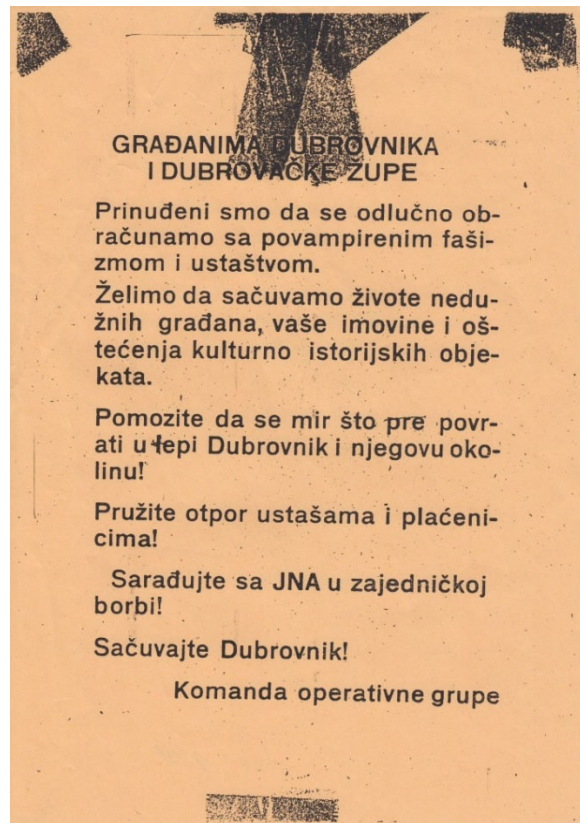 GRAĐANIMA DUBROVNIKA
I DUBROVAČKE ŽUPE
Prinuđeni smo da se odlučno ob-
računamo sa povampirenim faši-
zmom i ustaštvom.
Želimo da sačuvamo živote nedu-
žnih građana, vaše imovine i oš-
tećenja kulturno istorijskih obje-
kata.
Pomozite da se mir što pre povr-
ati u lepi Dubrovnik i njegovu oko-
linu!
Pružite otpor ustašama i plaćeni-
cima!
Sarađujte sa JNA u zajedničkoj
borbi!
Sačuvajte Dubrovnik!
Komanda operativne grupe